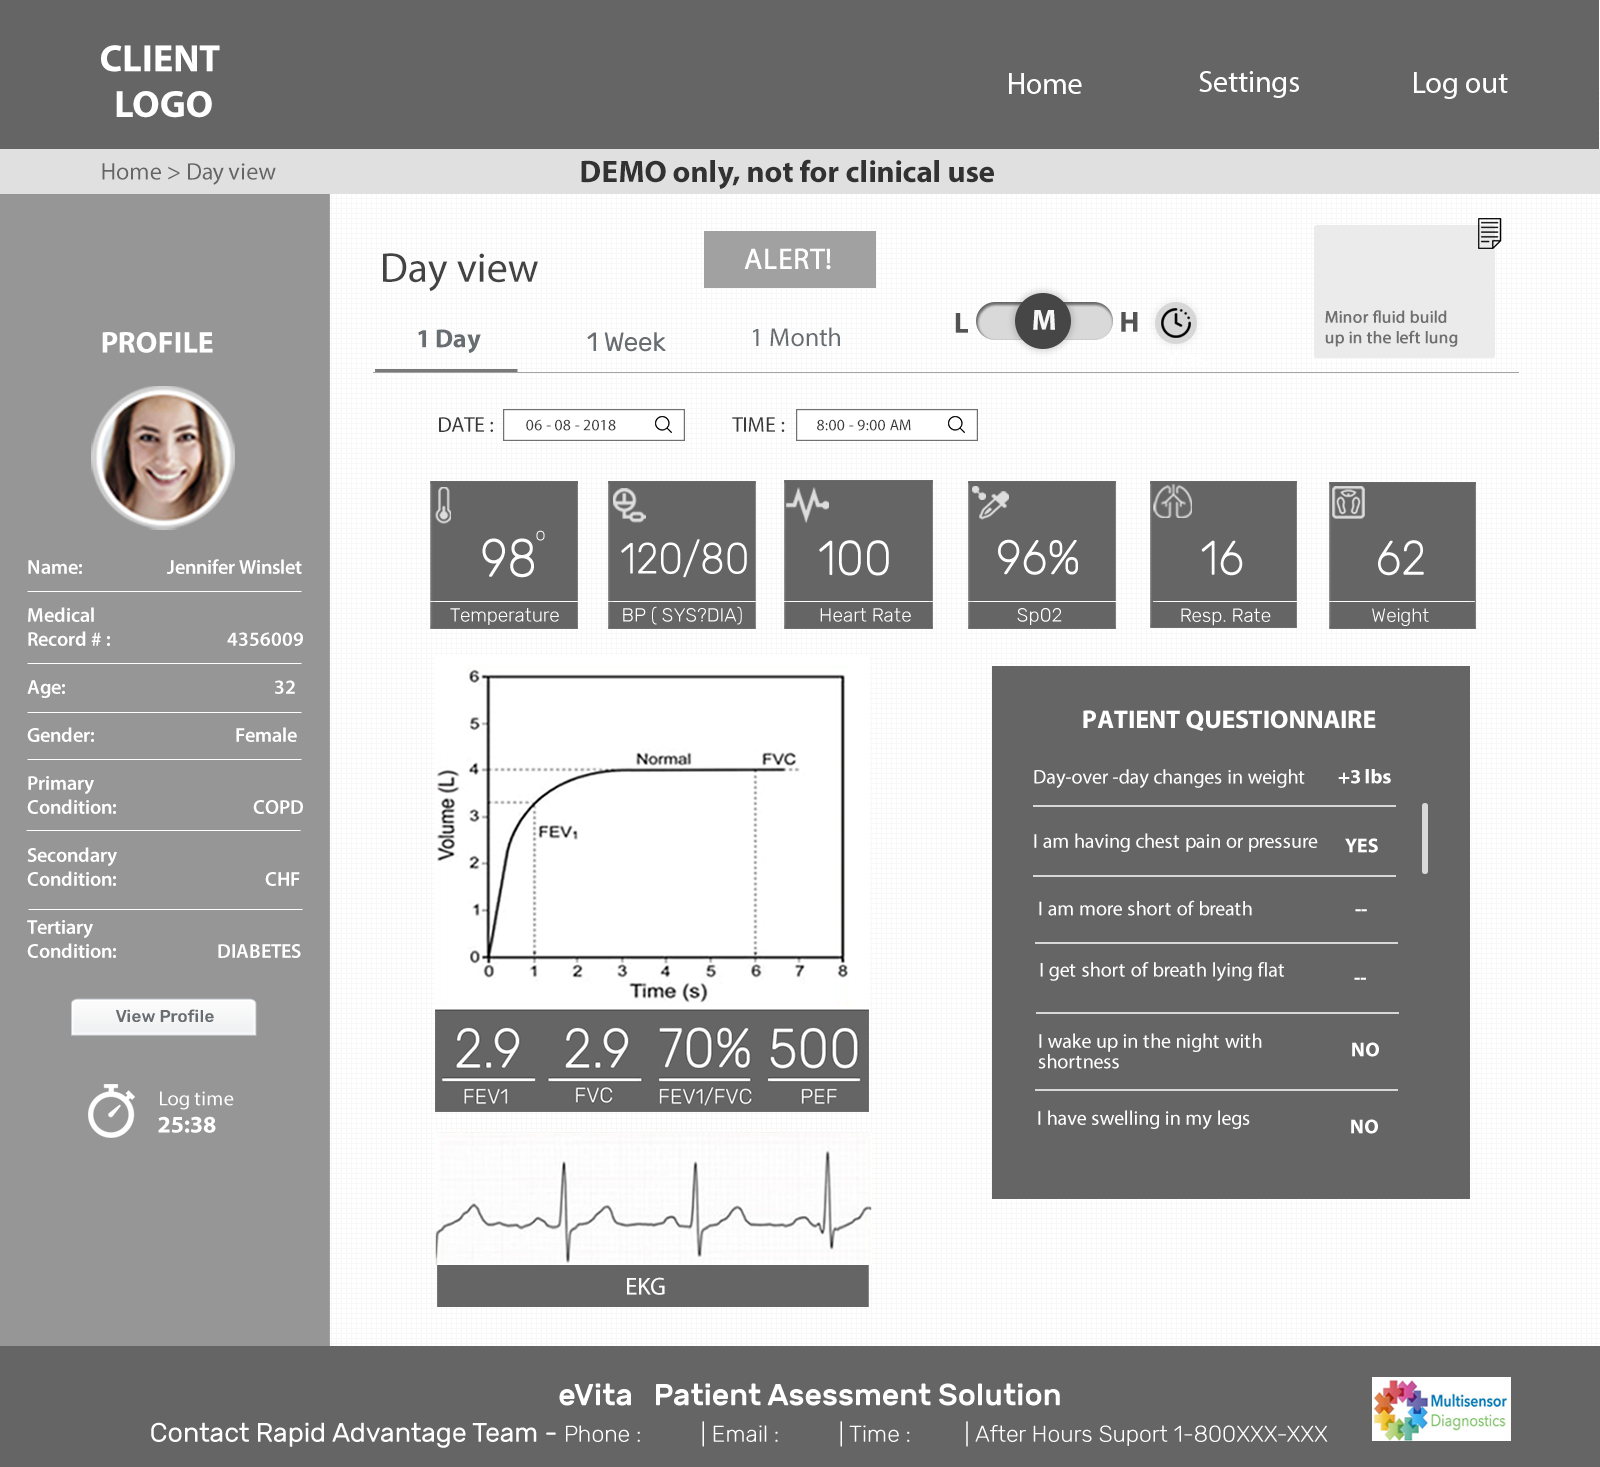 CLIENT
LOGO
Home
Settings
Log out
Home > Day view
DEMO only, not for clinical use
PROFILE
Name: Jennifer Winslet
Medical
Record # : 4356009
Age: 32
Gender: Female
Primary
Condition: COPD
Secondary
Condition: CHF
Tertiary
Condition: DIABETES
View Profile
Log time
25:38
Day view
ALERT!
1 Day
1 Week
1 Month
L M H
Minor fluid build
up in the left lung
DATE : 06 - 08 - 2018
TIME : 8:00 - 9:00 AM
98°
Temperature
120/80
BP ( SYS?DIA)
100
Heart Rate
96%
Sp02
16
Resp. Rate
62
Weight
6
5
4
3
2
1
0
Volume (L)
Normal
FVC
FEV1
0 1 2 3 4 5 6 7 8
Time (s)
2.9
FEV1
2.9
FVC
70%
FEV1/FVC
500
PEF
EKG
PATIENT QUESTIONNAIRE
Day-over -day changes in weight +3 lbs
I am having chest pain or pressure YES
I am more short of breath --
I get short of breath lying flat --
I wake up in the night with
shortness NO
I have swelling in my legs NO
eVita Patient Asessment Solution
Contact Rapid Advantage Team - Phone : | Email : | Time : | After Hours Suport 1-800XXX-XXX
Multisensor
Diagnostics